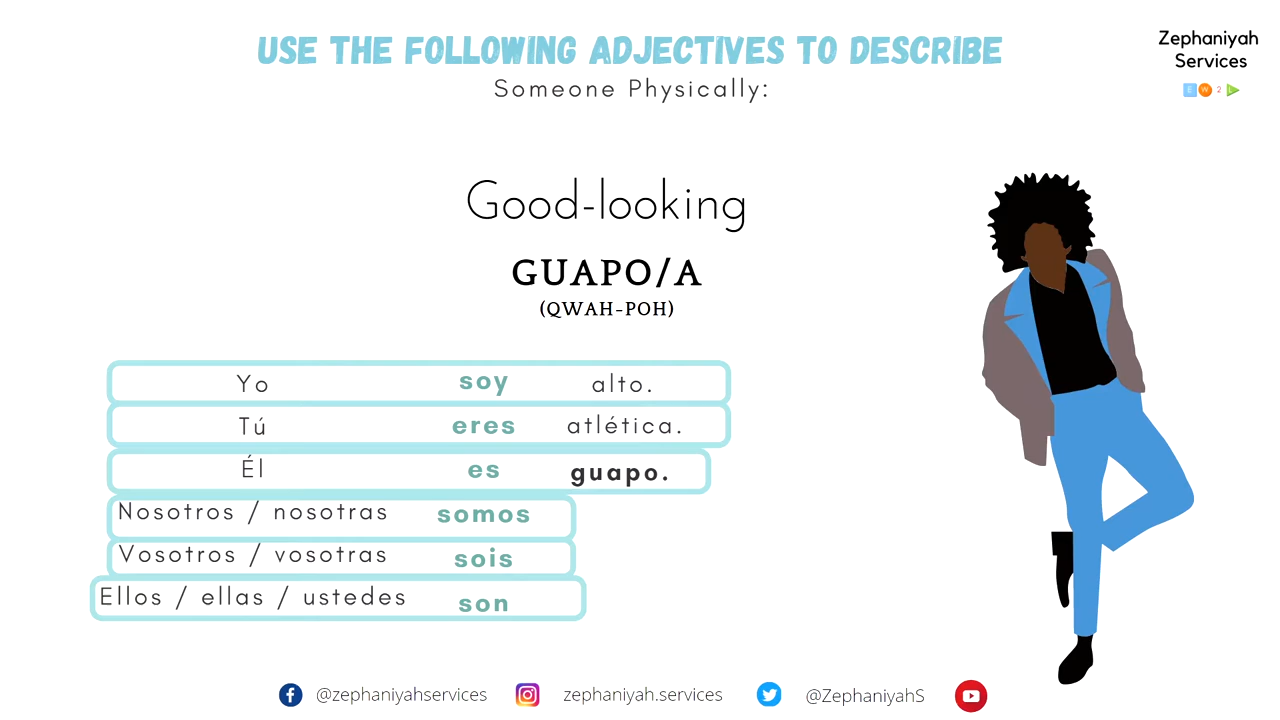 USE THE FOLLOWING ADJECTIVES TO DESCRIBE
Someone Physically:
Zephaniyah
Services
E W 2 L
Good-looking
GUAPO/A
(QWAH-POH)
Yo soy alto.
Tú eres atlética.
Él es guapo.
Nosotros / nosotras somos
Vosotros / vosotras sois
Ellos / ellas / ustedes son
@zephaniyahservices zephaniyah.services @ZephaniyahS